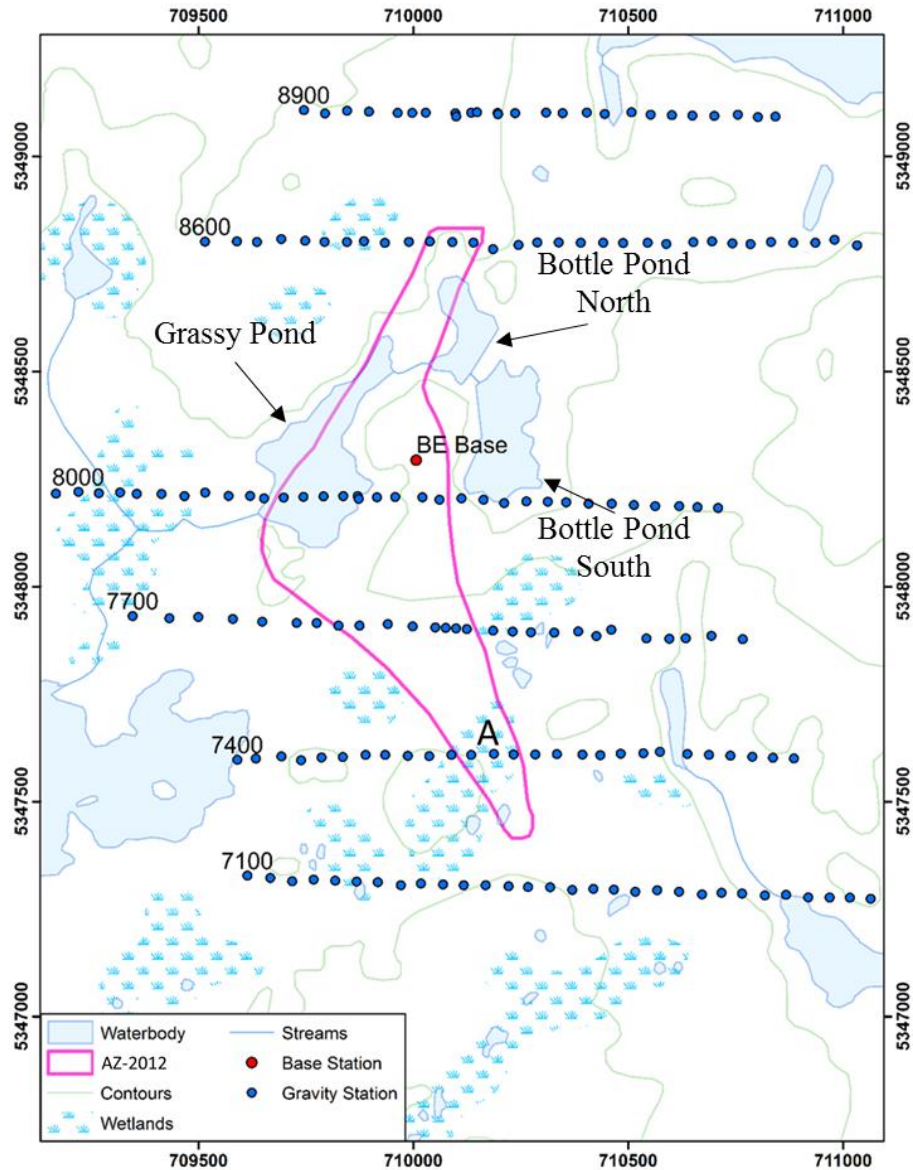 709500 710000 710500 711000
8900
5349000 5349000
8600
Bottle Pond
North
Grassy Pond
5348500 5348500
BE Base
8000
Bottle Pond
South
5348000 5348000
7700
A
7400
5347500 5347500
7100
5347000 5347000
Waterbody Streams
AZ-2012 Base Station
Contours Gravity Station
Wetlands
709500 710000 710500 711000